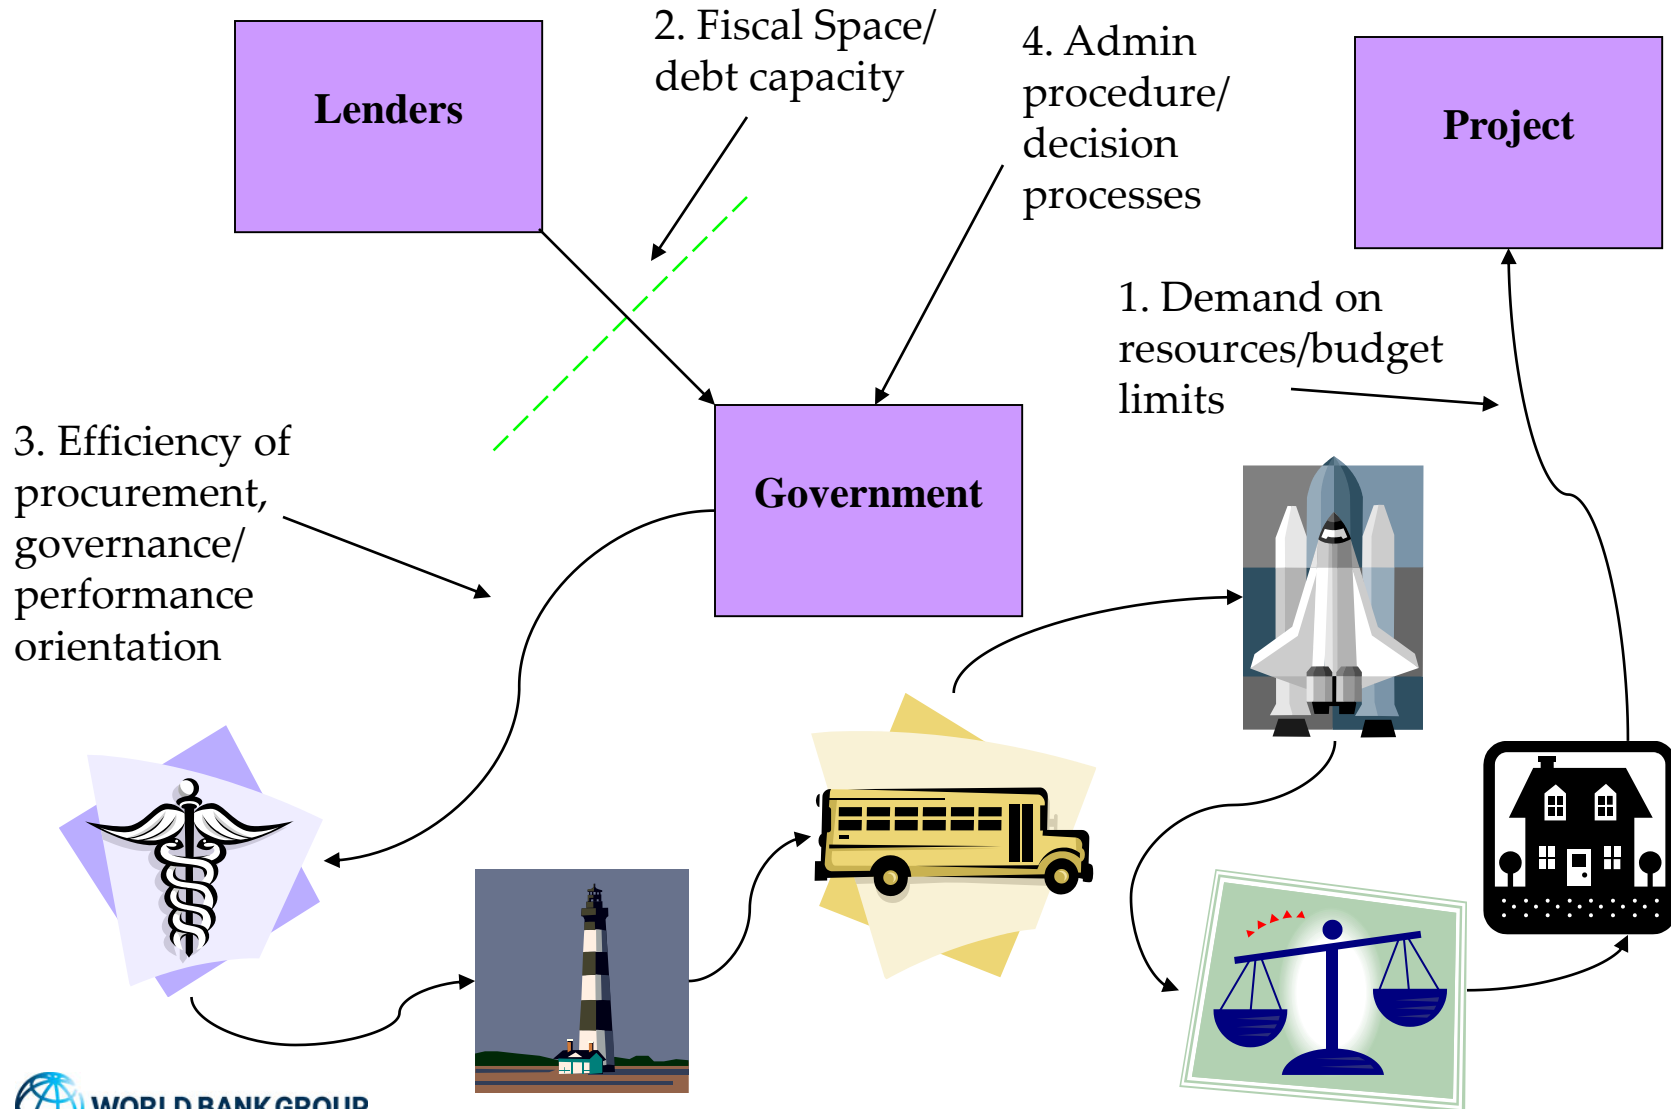 Lenders
2. Fiscal Space/
debt capacity
4. Admin
procedure/
decision
processes
Project
1. Demand on
resources/budget
limits
3. Efficiency of
procurement,
governance/
performance
orientation
Government
WORLD BANK GROUP